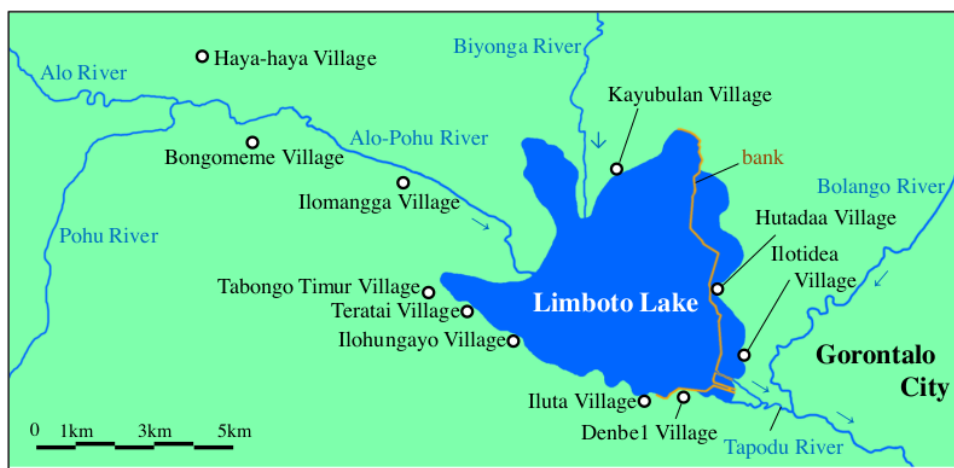 Biyonga River
Haya-haya Village
Alo River
Kayubulan Village
Alo-Pohu River
Bongomeme Village
bank
Bolango River
Ilomangga Village
Hutadaa Village
Pohu River
Ilotidea
Village
Tabongo Timur Village
Limboto Lake
Teratai Village
Ilohungayo Village
Gorontalo
City
Iluta Village
0 1km 3km 5km
Denbe1 Village
Tapodu River